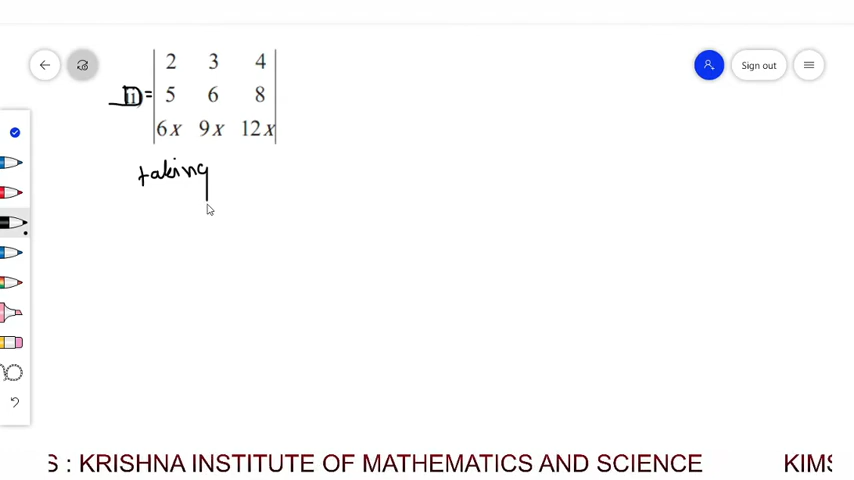 Sign out
2 3 4
ii) = 5 6 8
6x 9x 12x
taking
S : KRISHNA INSTITUTE OF MATHEMATICS AND SCIENCE KIMS